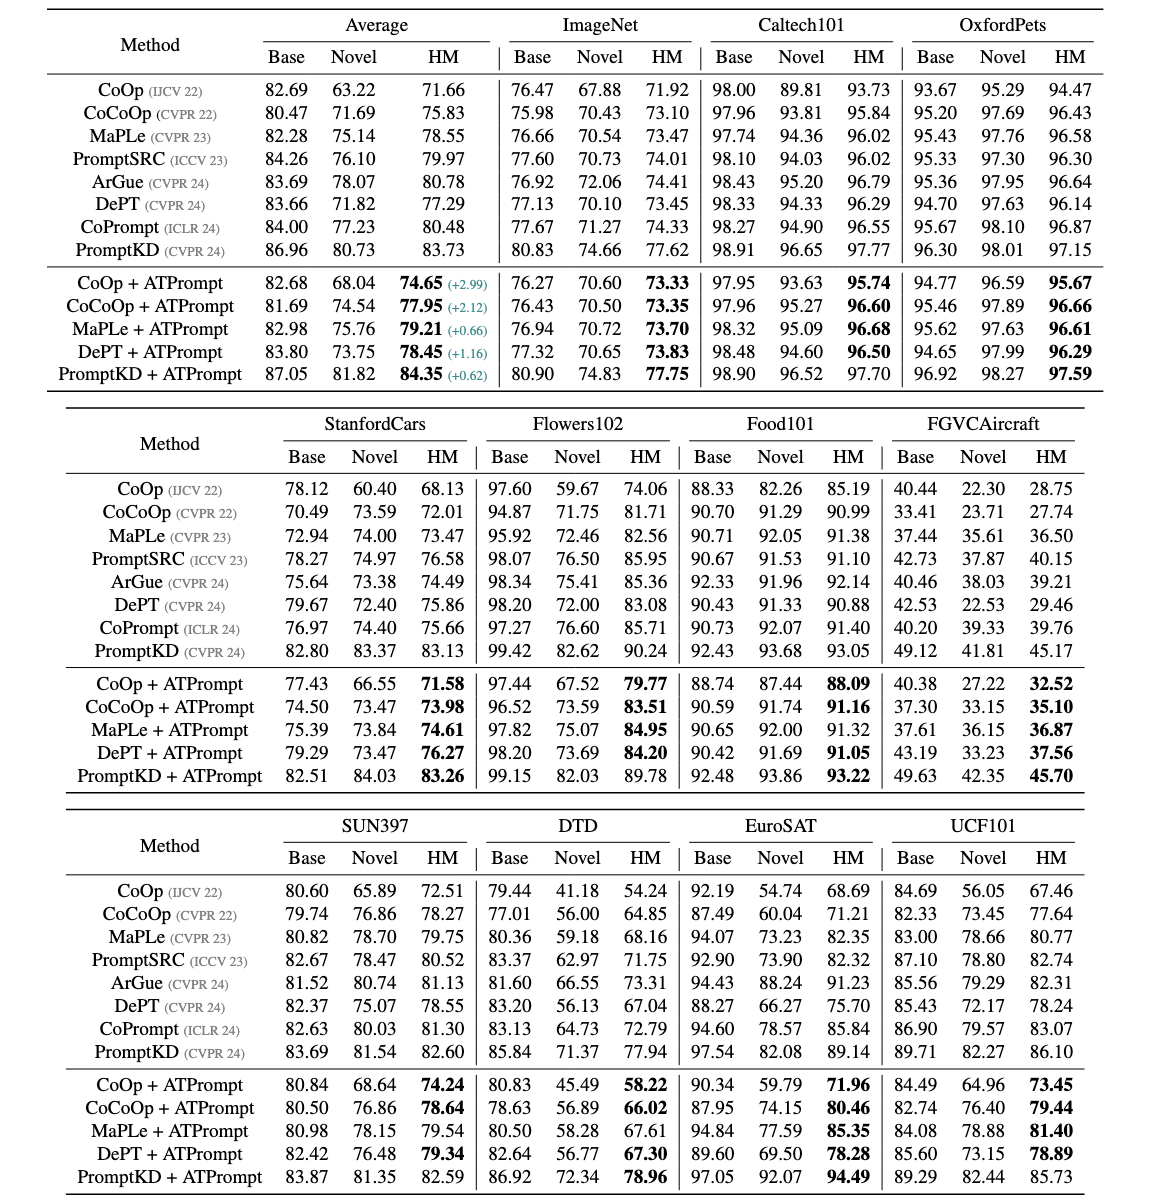 Method Average ImageNet Caltech101 OxfordPets
Base Novel HM Base Novel HM Base Novel HM Base Novel HM
CoOp (IJCV 22) 82.69 63.22 71.66 76.47 67.88 71.92 98.00 89.81 93.73 93.67 95.29 94.47
CoCoOp (CVPR 22) 80.47 71.69 75.83 75.98 70.43 73.10 97.96 93.81 95.84 95.20 97.69 96.43
MaPLe (CVPR 23) 82.28 75.14 78.55 76.66 70.54 73.47 97.74 94.36 96.02 95.43 97.76 96.58
PromptSRC (ICCV 23) 84.26 76.10 79.97 77.60 70.73 74.01 98.10 94.03 96.02 95.33 97.30 96.30
ArGue (CVPR 24) 83.69 78.07 80.78 76.92 72.06 74.41 98.43 95.20 96.79 95.36 97.95 96.64
DePT (CVPR 24) 83.66 71.82 77.29 77.13 70.10 73.45 98.33 94.33 96.29 94.70 97.63 96.14
CoPrompt (ICLR 24) 84.00 77.23 80.48 77.67 71.27 74.33 98.27 94.90 96.55 95.67 98.10 96.87
PromptKD (CVPR 24) 86.96 80.73 83.73 80.83 74.66 77.62 98.91 96.65 97.77 96.30 98.01 97.15
CoOp + ATPrompt 82.68 68.04 74.65 (+2.99) 76.27 70.60 73.33 97.95 93.63 95.74 94.77 96.59 95.67
CoCoOp + ATPrompt 81.69 74.54 77.95 (+2.12) 76.43 70.50 73.35 97.96 95.27 96.60 95.46 97.89 96.66
MaPLe + ATPrompt 82.98 75.76 79.21 (+0.66) 76.94 70.72 73.70 98.32 95.09 96.68 95.62 97.63 96.61
DePT + ATPrompt 83.80 73.75 78.45 (+1.16) 77.32 70.65 73.83 98.48 94.60 96.50 94.65 97.99 96.29
PromptKD + ATPrompt 87.05 81.82 84.35 (+0.62) 80.90 74.83 77.75 98.90 96.52 97.70 96.92 98.27 97.59
Method StanfordCars Flowers102 Food101 FGVCAircraft
Base Novel HM Base Novel HM Base Novel HM Base Novel HM
CoOp (IJCV 22) 78.12 60.40 68.13 97.60 59.67 74.06 88.33 82.26 85.19 40.44 22.30 28.75
CoCoOp (CVPR 22) 70.49 73.59 72.01 94.87 71.75 81.71 90.70 91.29 90.99 33.41 23.71 27.74
MaPLe (CVPR 23) 72.94 74.00 73.47 95.92 72.46 82.56 90.71 92.05 91.38 37.44 35.61 36.50
PromptSRC (ICCV 23) 78.27 74.97 76.58 98.07 76.50 85.95 90.67 91.53 91.10 42.73 37.87 40.15
ArGue (CVPR 24) 75.64 73.38 74.49 98.34 75.41 85.36 92.33 91.96 92.14 40.46 38.03 39.21
DePT (CVPR 24) 79.67 72.40 75.86 98.20 72.00 83.08 90.43 91.33 90.88 42.53 22.53 29.46
CoPrompt (ICLR 24) 76.97 74.40 75.66 97.27 76.60 85.71 90.73 92.07 91.40 40.20 39.33 39.76
PromptKD (CVPR 24) 82.80 83.37 83.13 99.42 82.62 90.24 92.43 93.68 93.05 49.12 41.81 45.17
CoOp + ATPrompt 77.43 66.55 71.58 97.44 67.52 79.77 88.74 87.44 88.09 40.38 27.22 32.52
CoCoOp + ATPrompt 74.50 73.47 73.98 96.52 73.59 83.51 90.59 91.74 91.16 37.30 33.15 35.10
MaPLe + ATPrompt 75.39 73.84 74.61 97.82 75.07 84.95 90.65 92.00 91.32 37.61 36.15 36.87
DePT + ATPrompt 79.29 73.47 76.27 98.20 73.69 84.20 90.42 91.69 91.05 43.19 33.23 37.56
PromptKD + ATPrompt 82.51 84.03 83.26 99.15 82.03 89.78 92.48 93.86 93.22 49.63 42.35 45.70
Method SUN397 DTD EuroSAT UCF101
Base Novel HM Base Novel HM Base Novel HM Base Novel HM
CoOp (IJCV 22) 80.60 65.89 72.51 79.44 41.18 54.24 92.19 54.74 68.69 84.69 56.05 67.46
CoCoOp (CVPR 22) 79.74 76.86 78.27 77.01 56.00 64.85 87.49 60.04 71.21 82.33 73.45 77.64
MaPLe (CVPR 23) 80.82 78.70 79.75 80.36 59.18 68.16 94.07 73.23 82.35 83.00 78.66 80.77
PromptSRC (ICCV 23) 82.67 78.47 80.52 83.37 62.97 71.75 92.90 73.90 82.32 87.10 78.80 82.74
ArGue (CVPR 24) 81.52 80.74 81.13 81.60 66.55 73.31 94.43 88.24 91.23 85.56 79.29 82.31
DePT (CVPR 24) 82.37 75.07 78.55 83.20 56.13 67.04 88.27 66.27 75.70 85.43 72.17 78.24
CoPrompt (ICLR 24) 82.63 80.03 81.30 83.13 64.73 72.79 94.60 78.57 85.84 86.90 79.57 83.07
PromptKD (CVPR 24) 83.69 81.54 82.60 85.84 71.37 77.94 97.54 82.08 89.14 89.71 82.27 86.10
CoOp + ATPrompt 80.84 68.64 74.24 80.83 45.49 58.22 90.34 59.79 71.96 84.49 64.96 73.45
CoCoOp + ATPrompt 80.50 76.86 78.64 78.63 56.89 66.02 87.95 74.15 80.46 82.74 76.40 79.44
MaPLe + ATPrompt 80.98 78.15 79.54 80.50 58.28 67.61 94.84 77.59 85.35 84.08 78.88 81.40
DePT + ATPrompt 82.42 76.48 79.34 82.64 56.77 67.30 89.60 69.50 78.28 85.60 73.15 78.89
PromptKD + ATPrompt 83.87 81.35 82.59 86.92 72.34 78.96 97.05 92.07 94.49 89.29 82.44 85.73